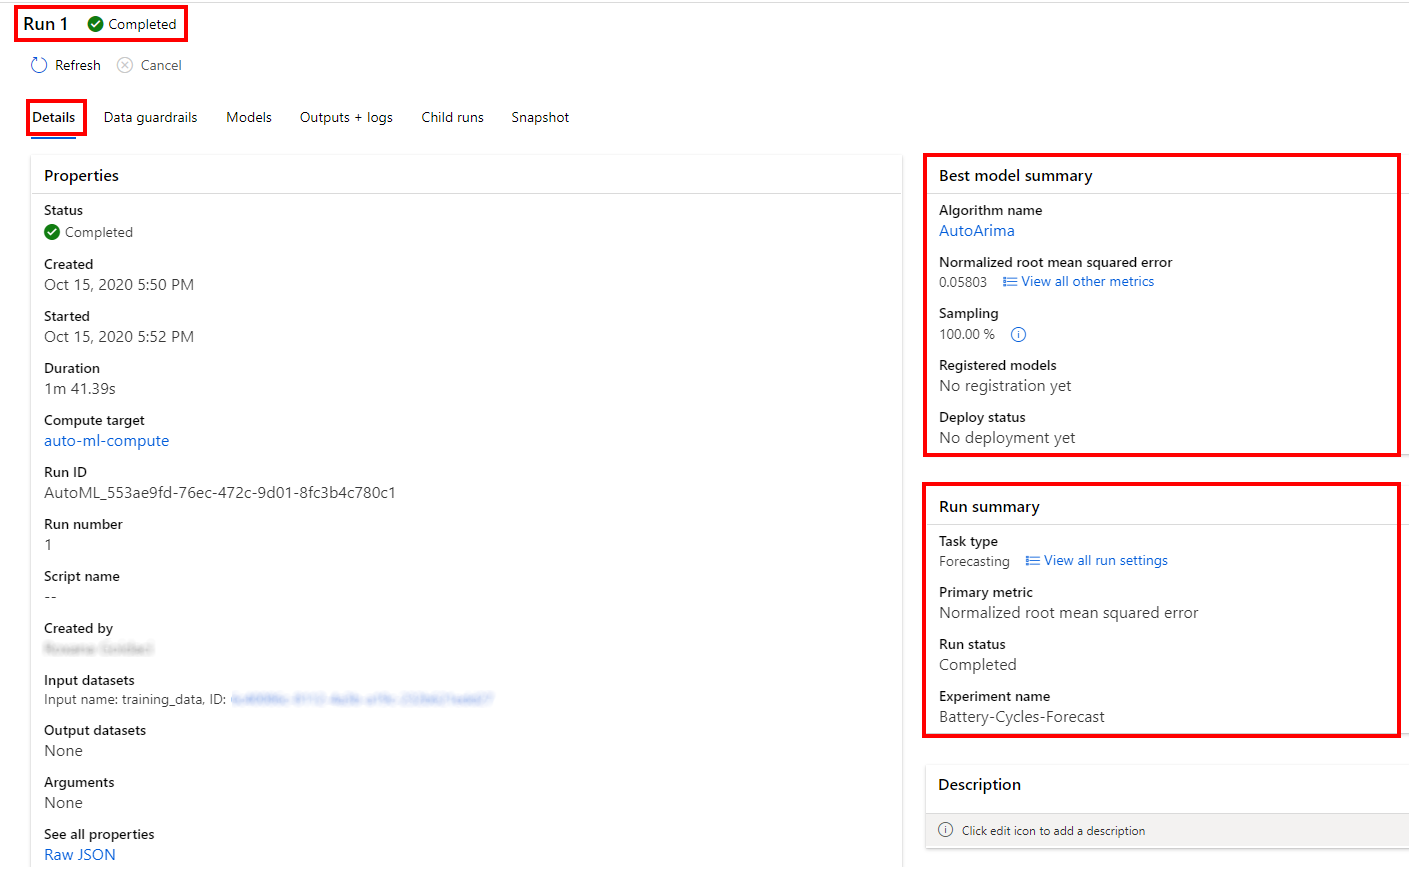 Run 1 Completed
Refresh Cancel
Details Data guardrails Models Outputs + logs Child runs Snapshot
Properties
Status
Completed
Created
Oct 15, 2020 5:50 PM
Started
Oct 15, 2020 5:52 PM
Duration
1m 41.39s
Compute target
auto-ml-compute
Run ID
AutoML_553ae9fd-76ec-472c-9d01-8fc3b4c780c1
Run number
1
Script name
--
Created by
Input datasets
Input name: training_data, ID:
Output datasets
None
Arguments
None
See all properties
Raw JSON
Best model summary
Algorithm name
AutoArima
Normalized root mean squared error
0.05803 View all other metrics
Sampling
100.00 %
Registered models
No registration yet
Deploy status
No deployment yet
Run summary
Task type
Forecasting View all run settings
Primary metric
Normalized root mean squared error
Run status
Completed
Experiment name
Battery-Cycles-Forecast
Description
Click edit icon to add a description